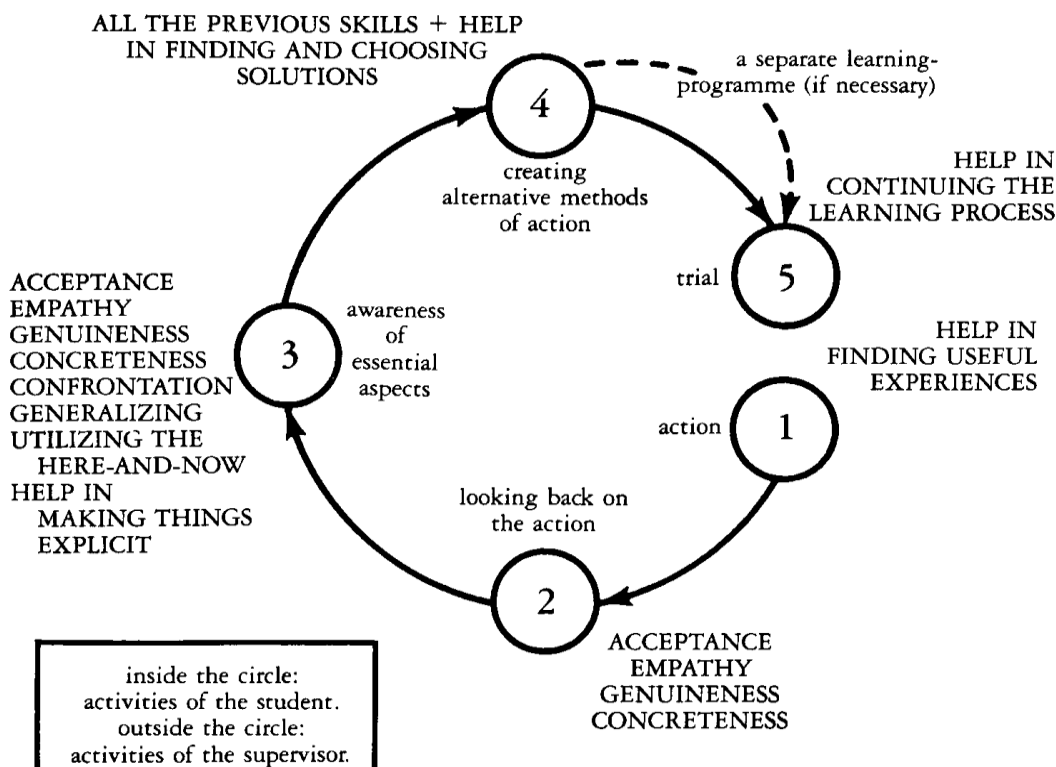 ALL THE PREVIOUS SKILLS + HELP
IN FINDING AND CHOOSING
SOLUTIONS
a separate learning-
programme (if necessary)
4
creating
alternative methods
of action
HELP IN
CONTINUING THE
LEARNING PROCESS
trial
5
ACCEPTANCE
EMPATHY
GENUINENESS
CONCRETENESS
CONFRONTATION
GENERALIZING
UTILIZING THE
HERE-AND-NOW
HELP IN
MAKING THINGS
EXPLICIT
3
awareness
of
essential
aspects
HELP IN
FINDING USEFUL
EXPERIENCES
action
1
looking back on
the action
2
ACCEPTANCE
EMPATHY
GENUINENESS
CONCRETENESS
inside the circle:
activities of the student.
outside the circle:
activities of the supervisor.